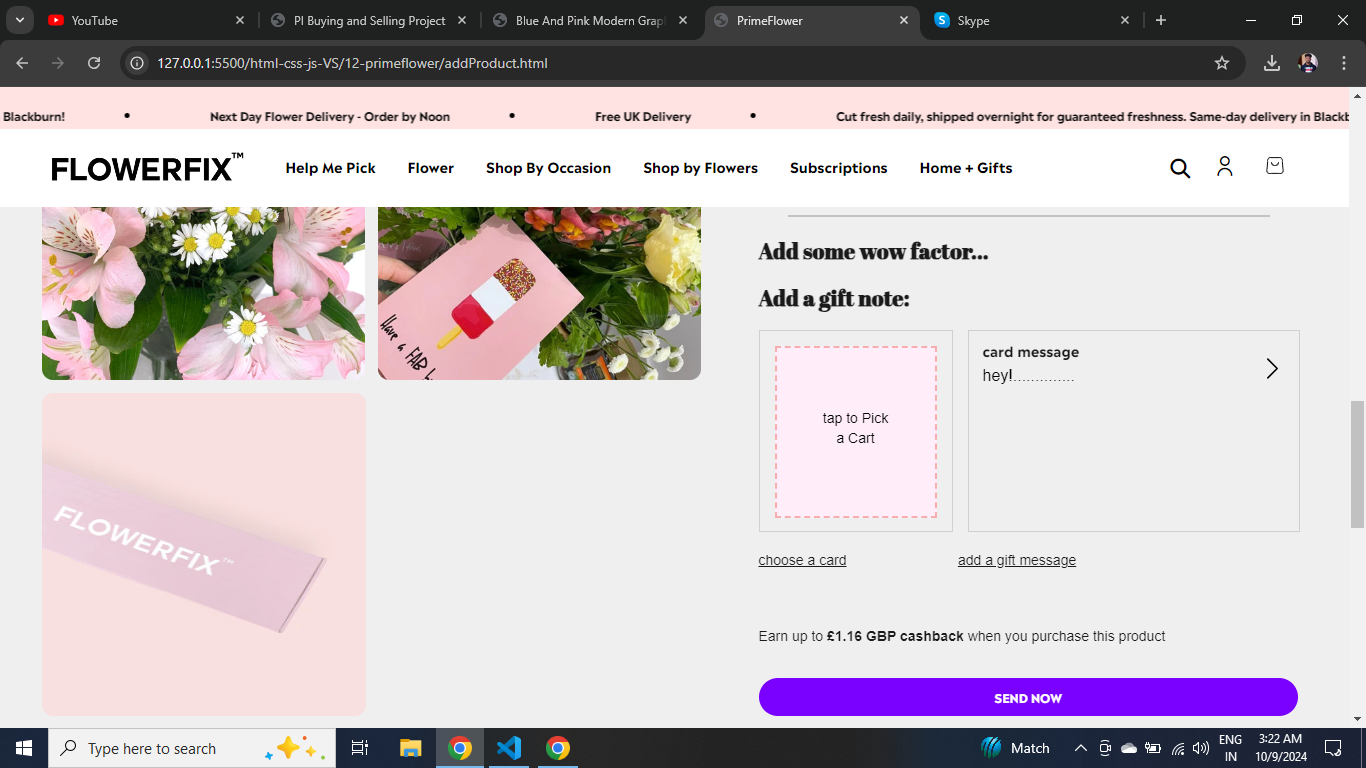 YouTube
PI Buying and Selling Project
Blue And Pink Modern Grap
PrimeFlower
Skype
127.0.0.1:5500/html-css-js-VS/12-primeflower/addProduct.html
Blackburn! • Next Day Flower Delivery - Order by Noon • Free UK Delivery • Cut fresh daily, shipped overnight for guaranteed freshness. Same-day delivery in Blackb
FLOWERFIX™
Help Me Pick Flower Shop By Occasion Shop by Flowers Subscriptions Home + Gifts
Have a FAB
FLOWERFIX™
Add some wow factor...
Add a gift note:
tap to Pick
a Cart
card message
hey!..............
choose a card
add a gift message
Earn up to £1.16 GBP cashback when you purchase this product
SEND NOW
Type here to search
Match
ENG
IN
3:22 AM
10/9/2024